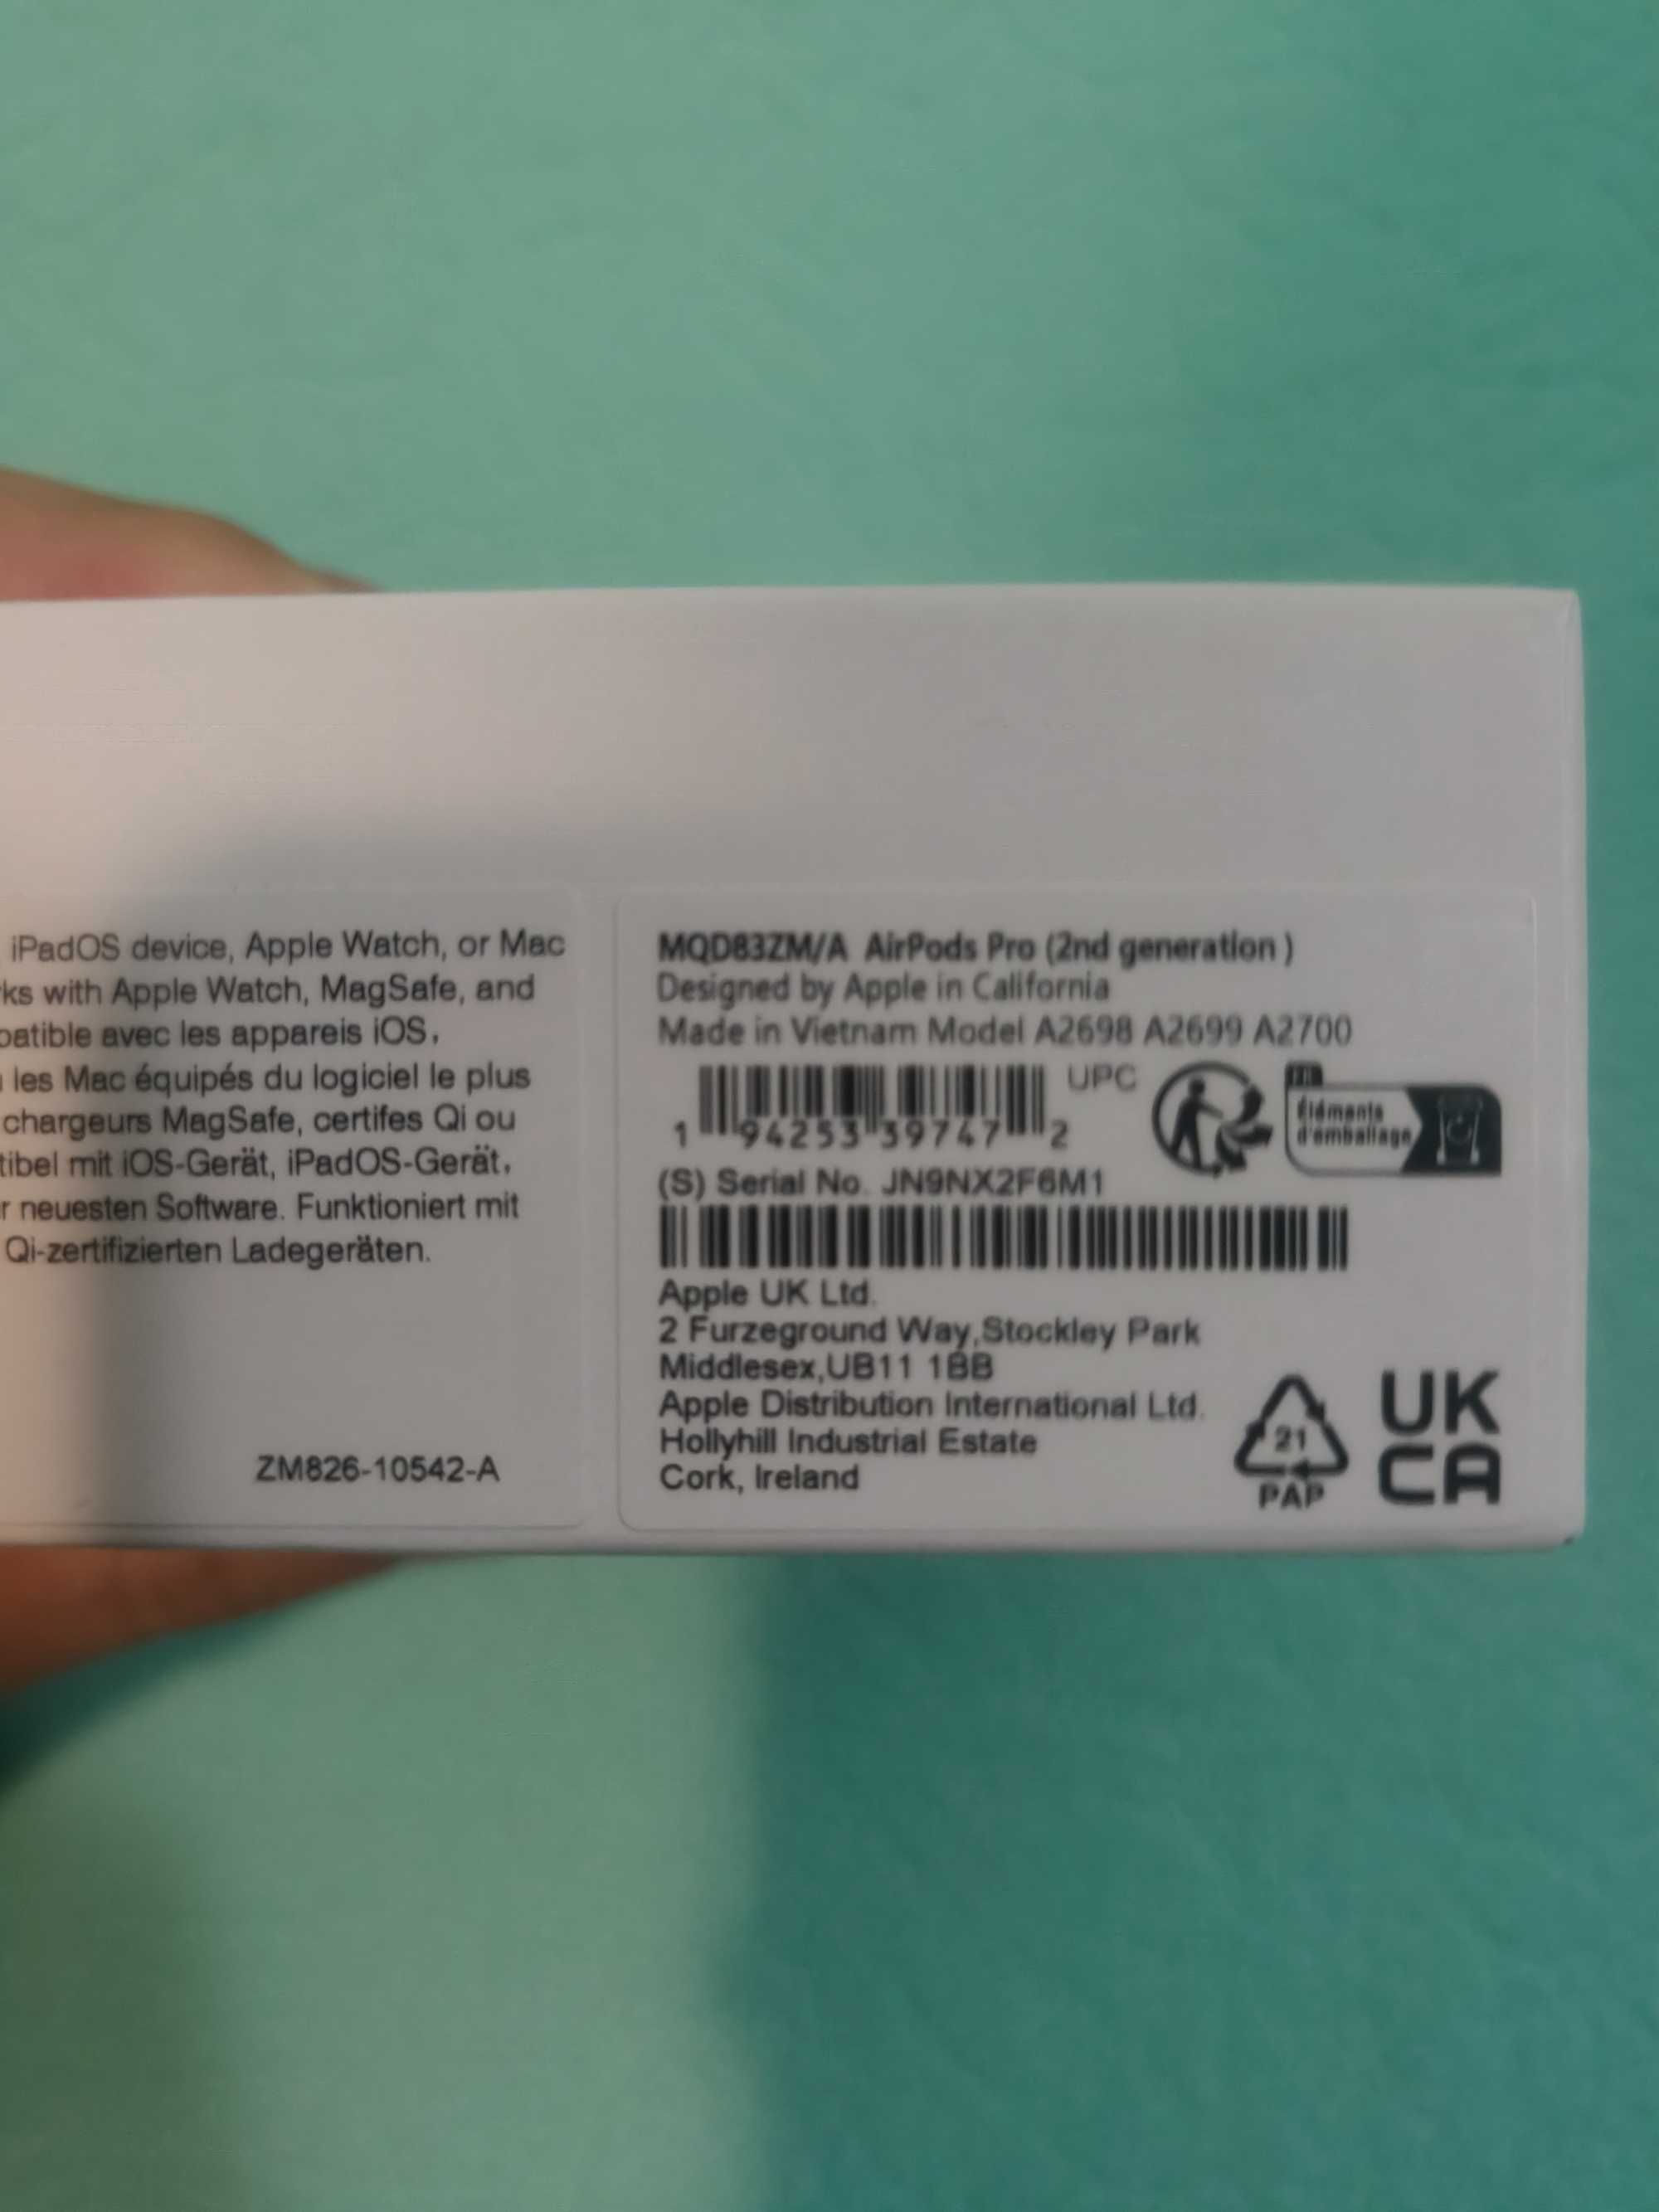 iPadOS device, Apple Watch, or Mac
ks with Apple Watch, MagSafe, and
patible avec les appareis iOS,
les Mac équipés du logiciel le plus
chargeurs MagSafe, certifes Qi ou
tibel mit iOS-Gerät, iPadOS-Gerät,
r neuesten Software. Funktioniert mit
Qi-zertifizierten Ladegeräten.
ZM826-10542-A
MQD83ZM/A AirPods Pro (2nd generation )
Designed by Apple in California
Made in Vietnam Model A2698 A2699 A2700
UPC
1 94253 39747 2
FR
Éléments
d'emballage
(S) Serial No. JN9NX2F6M1
Apple UK Ltd.
2 Furzeground Way,Stockley Park
Middlesex,UB11 1BB
Apple Distribution International Ltd.
Hollyhill Industrial Estate
Cork, Ireland
21
PAP
UK
CA